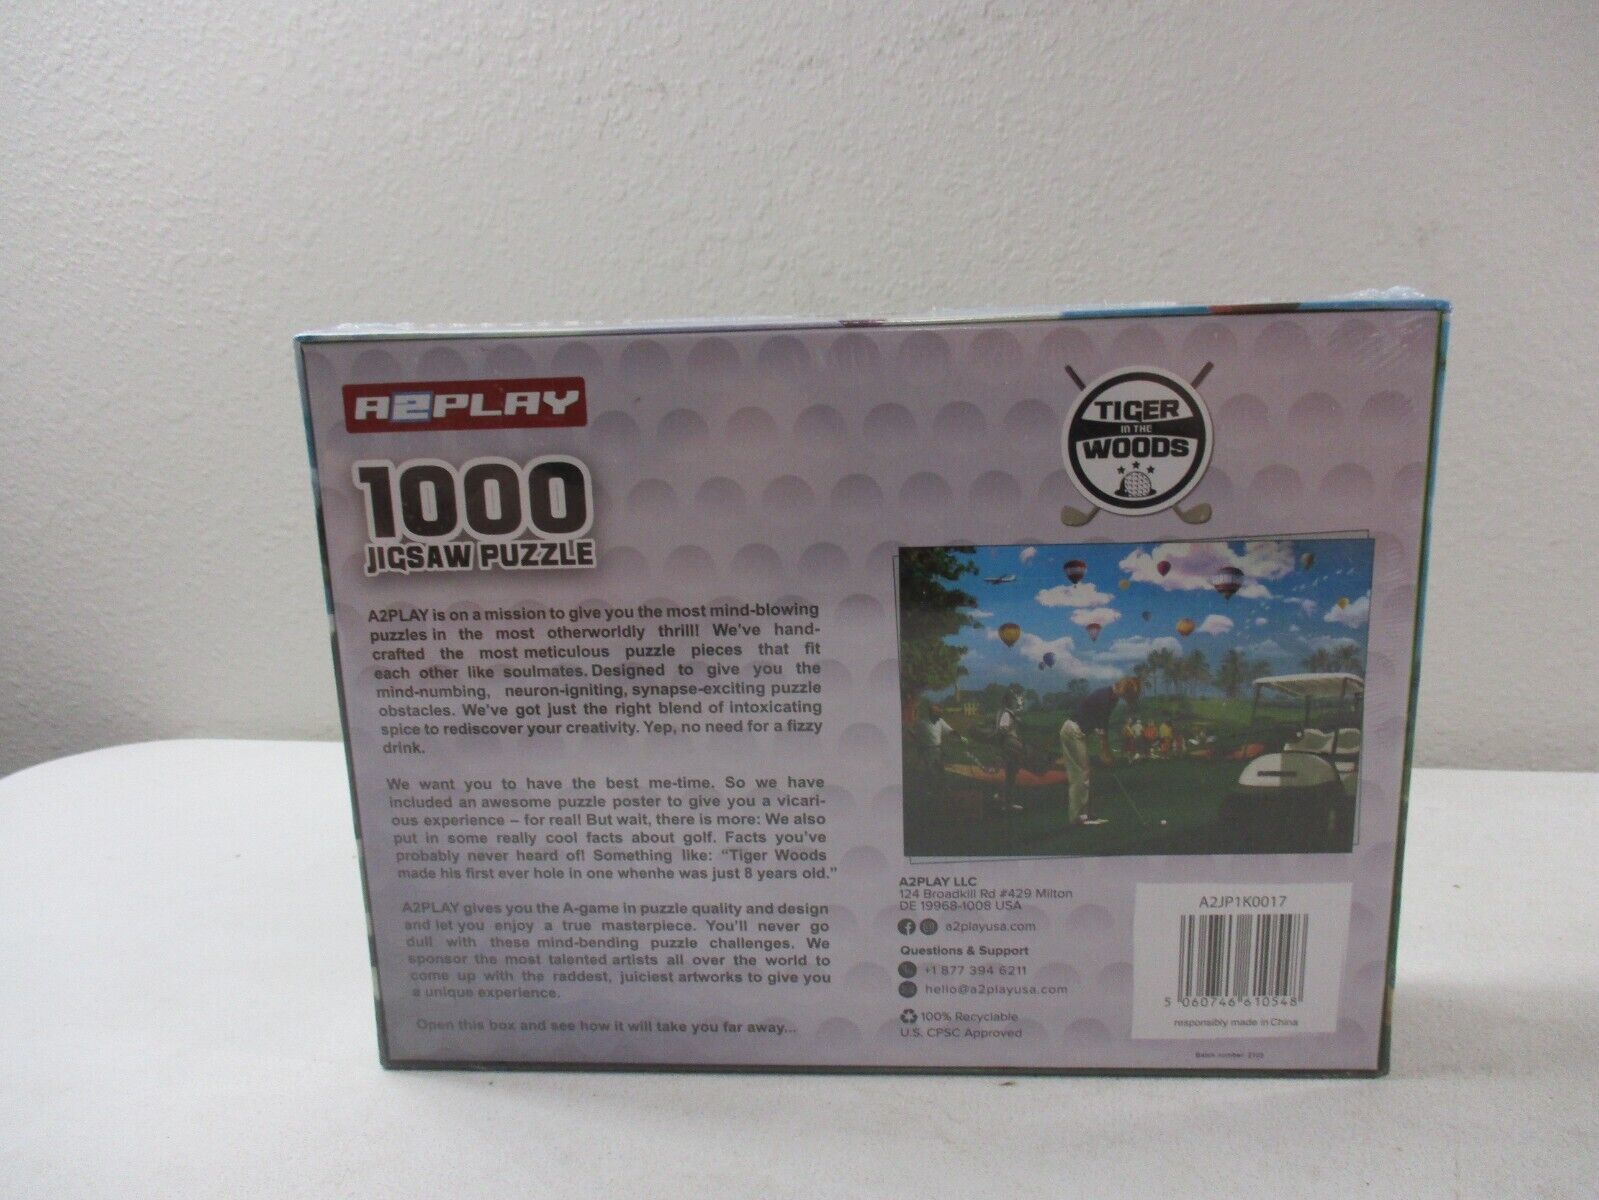 A2PLAY
1000
JIGSAW PUZZLE
A2PLAY is on a mission to give you the most mind-blowing
puzzles in the most otherworldly thrill! We've hand-
crafted the most meticulous puzzle pieces that fit
each other like soulmates. Designed to give you the
mind-numbing, neuron-igniting, synapse-exciting puzzle
obstacles. We've got just the right blend of intoxicating
spice to rediscover your creativity. Yep, no need for a fizzy
drink.
We want you to have the best me-time. So we have
included an awesome puzzle poster to give you a vicari-
ous experience – for real! But wait, there is more: We also
put in some really cool facts about golf. Facts you've
probably never heard of! Something like: "Tiger Woods
made his first ever hole in one whenhe was just 8 years old."
A2PLAY gives you the A-game in puzzle quality and design
and let you enjoy a true masterpiece. You'll never go
dull with these mind-bending puzzle challenges. We
sponsor the most talented artists all over the world to
come up with the raddest, juiciest artworks to give you
a unique experience.
Open this box and see how it will take you far away...
TIGER
IN THE
WOODS
A2PLAY LLC
124 Broadkill Rd #429 Milton
DE 19968-1008 USA
a2playusa.com
Questions & Support
+1 877 394 6211
hello@a2playusa.com
100% Recyclable
U.S. CPSC Approved
A2JP1K0017
5 060746 610548
responsibly made in China
Batch number: 2103